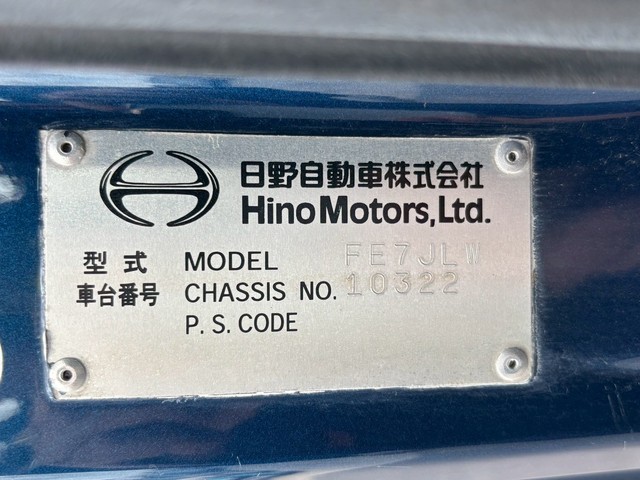 日野自動車株式会社
Hino Motors, Ltd.
型式 MODEL FE7JLW
車台番号 CHASSIS NO. 10322
P. S. CODE